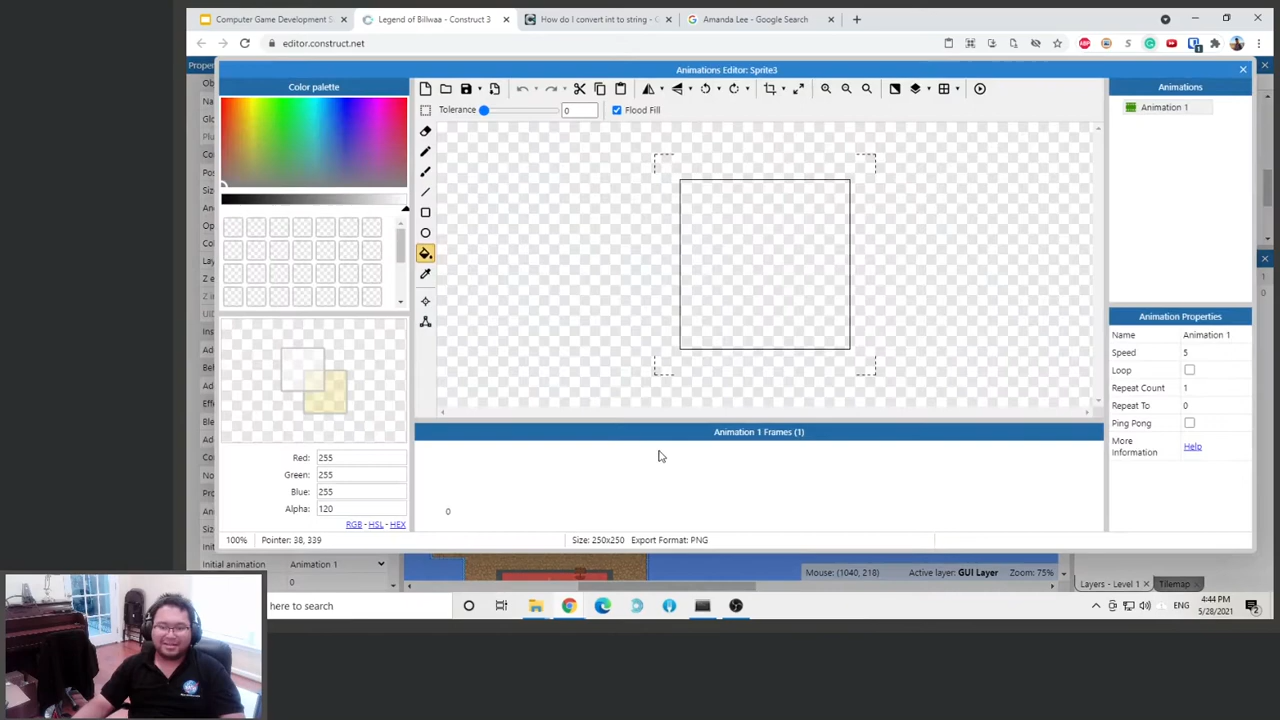 Computer Game Development S
Legend of Billwaa - Construct 3
How do I convert int to string - C
Amanda Lee - Google Search
editor.construct.net
Prope
Animations Editor: Sprite3
Color palette
Tolerance
0
Flood Fill
Animations
Animation 1
Animation Properties
Name Animation 1
Speed 5
Loop
Repeat Count 1
Repeat To 0
Ping Pong
More Information Help
Animation 1 Frames (1)
0
Red: 255
Green: 255
Blue: 255
Alpha: 120
RGB - HSL - HEX
100%
Pointer: 38, 339
Size: 250x250
Export Format: PNG
Initial animation
Animation 1
0
Mouse: (1040, 218)
Active layer: GUI Layer
Zoom: 75%
Layers - Level 1
Tilemap
here to search
ENG
4:44 PM
5/28/2021
2